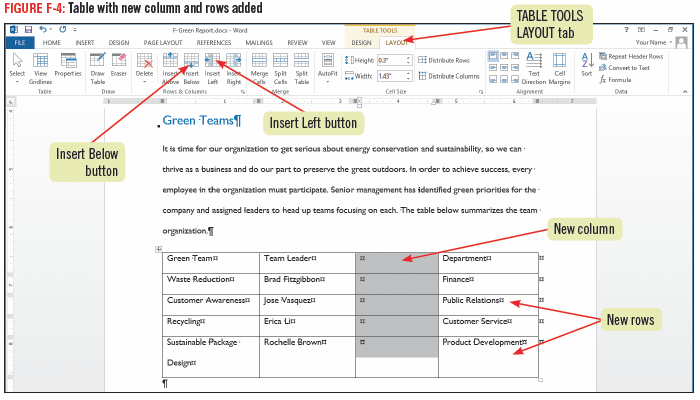 FIGURE F-4: Table with new column and rows added
TABLE TOOLS
LAYOUT tab
F-Green Report.docx - Word
TABLE TOOLS
FILE HOME INSERT DESIGN PAGE LAYOUT REFERENCES MAILINGS REVIEW VIEW DESIGN LAYOUT
Your Name
Select
View
Gridlines
Properties
Table
Draw
Table
Eraser
Draw
Delete
Insert
Above
Insert
Below
Insert
Left
Insert
Right
Rows & Columns
Merge
Cells
Split
Cells
Split
Table
Merge
AutoFit
Height: 0.3"
Width: 1.43"
Distribute Rows
Distribute Columns
Cell Size
Text
Direction
Cell
Margins
Alignment
Sort
Repeat Header Rows
Convert to Text
Formula
Data
Insert Below
button
Insert Left button
Green Teams¶
It is time for our organization to get serious about energy conservation and sustainability, so we can
thrive as a business and do our part to preserve the great outdoors. In order to achieve success, every
employee in the organization must participate. Senior management has identified green priorities for the
company and assigned leaders to head up teams focusing on each. The table below summarizes the team
organization.¶
New column
Green Team¤ Team Leader¤ ¤ Department¤ ¤
Waste Reduction¤ Brad Fitzgibbon¤ ¤ Finance¤ ¤
Customer Awareness¤ Jose Vasquez¤ ¤ Public Relations¤ ¤
Recycling¤ Erica Li¤ ¤ Customer Service¤ ¤
Sustainable Package Design¤ Rochelle Brown¤ ¤ Product Development¤ ¤
¶
New rows